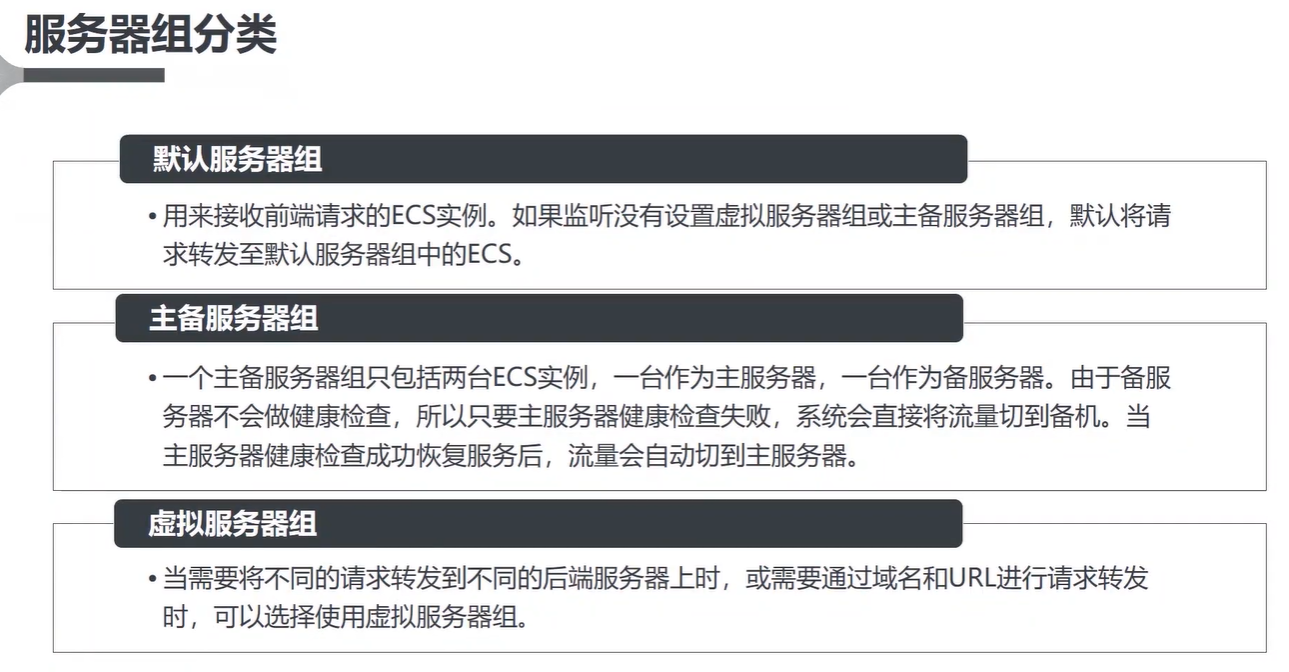 服务器组分类
默认服务器组
•用来接收前端请求的ECS实例。如果监听没有设置虚拟服务器组或主备服务器组，默认将请
求转发至默认服务器组中的ECS。
主备服务器组
•一个主备服务器组只包括两台ECS实例，一台作为主服务器，一台作为备服务器。由于备服
务器不会做健康检查，所以只要主服务器健康检查失败，系统会直接将流量切到备机。当
主服务器健康检查成功恢复服务后，流量会自动切到主服务器。
虚拟服务器组
•当需要将不同的请求转发到不同的后端服务器上时，或需要通过域名和URL进行请求转发
时，可以选择使用虚拟服务器组。